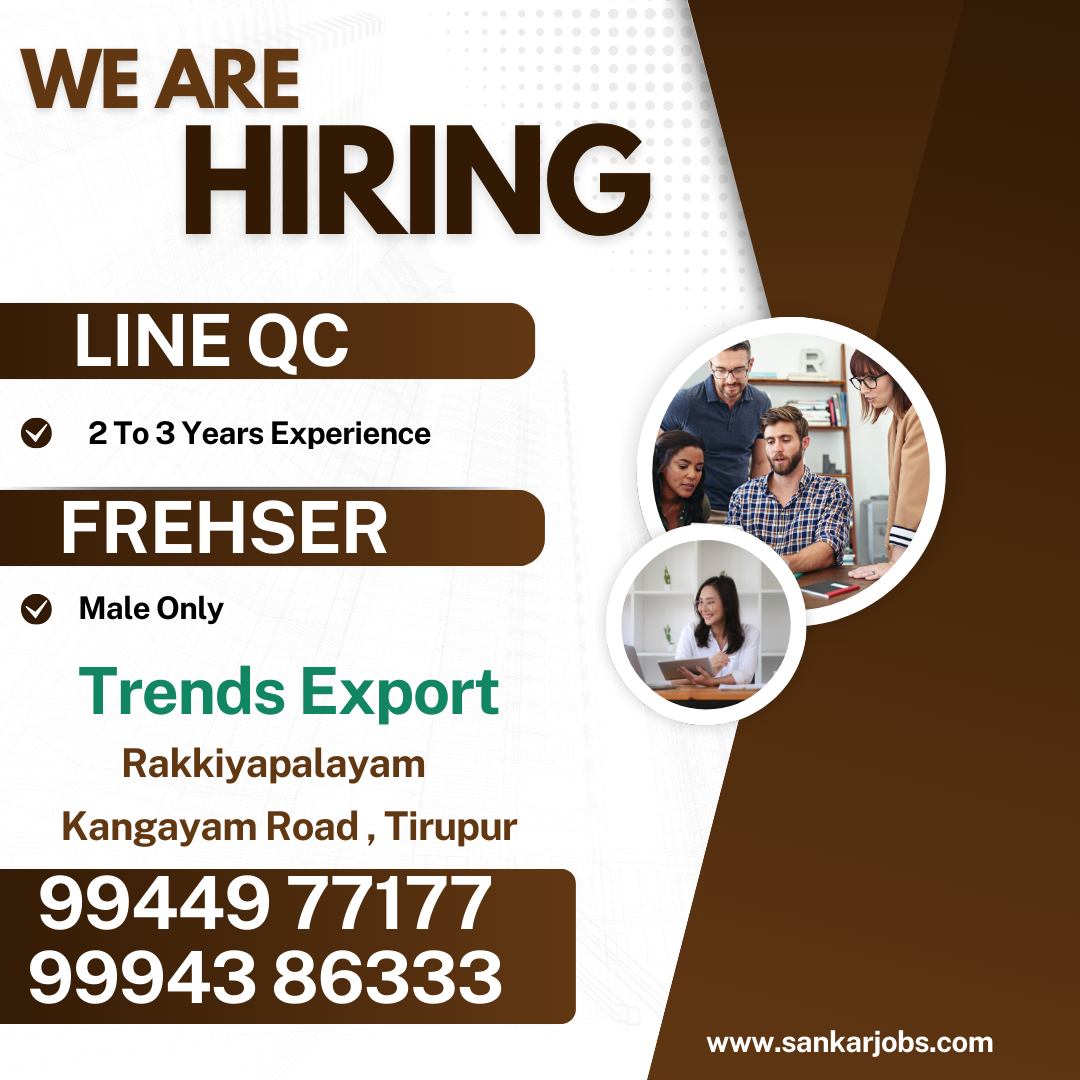 WE ARE
HIRING
LINE QC
2 To 3 Years Experience
FREHSER
Male Only
Trends Export
Rakkiyapalayam
Kangayam Road , Tirupur
99449 77177
99943 86333
www.sankarjobs.com
R